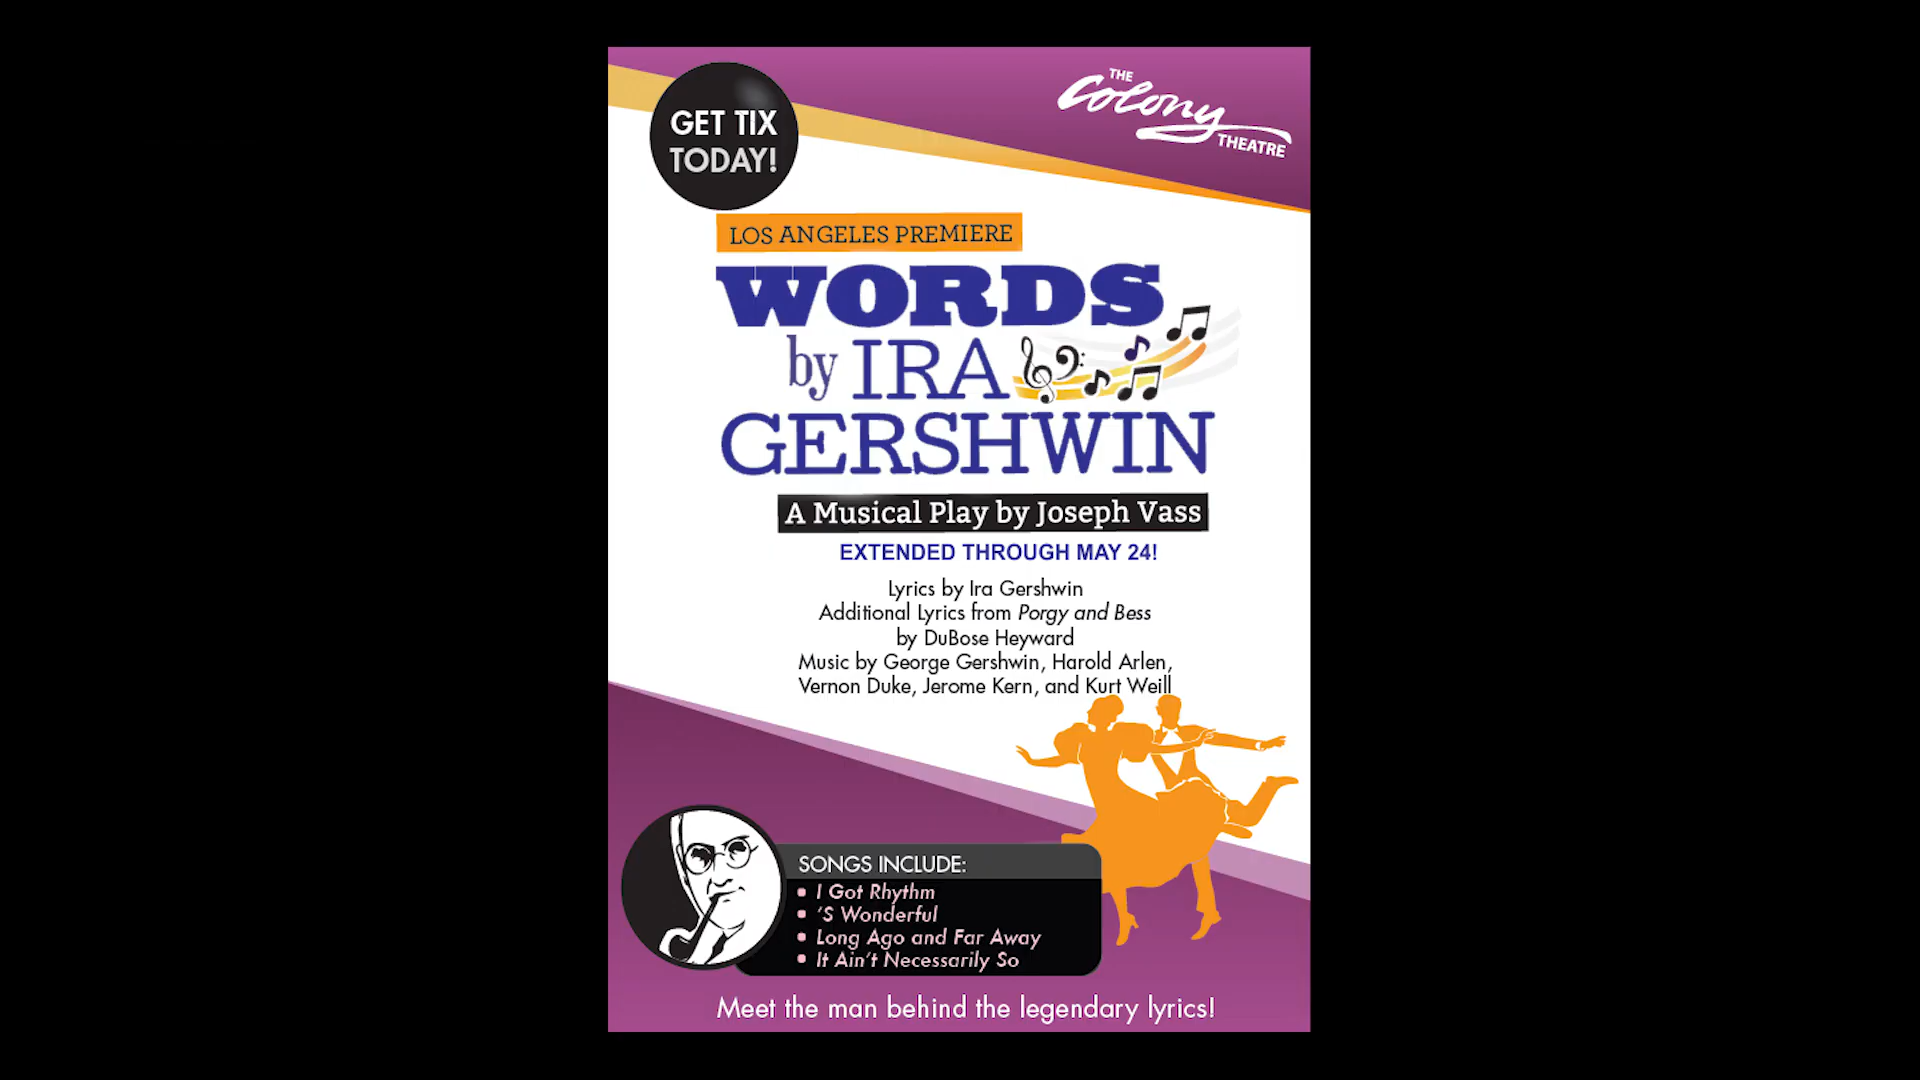 GET TIX
TODAY!
THE
Colony
THEATRE
LOS ANGELES PREMIERE
WORDS
by IRA
GERSHWIN
A Musical Play by Joseph Vass
EXTENDED THROUGH MAY 24!
Lyrics by Ira Gershwin
Additional Lyrics from Porgy and Bess
by DuBose Heyward
Music by George Gershwin, Harold Arlen,
Vernon Duke, Jerome Kern, and Kurt Weill
SONGS INCLUDE:
• I Got Rhythm
• ’S Wonderful
• Long Ago and Far Away
• It Ain’t Necessarily So
Meet the man behind the legendary lyrics!